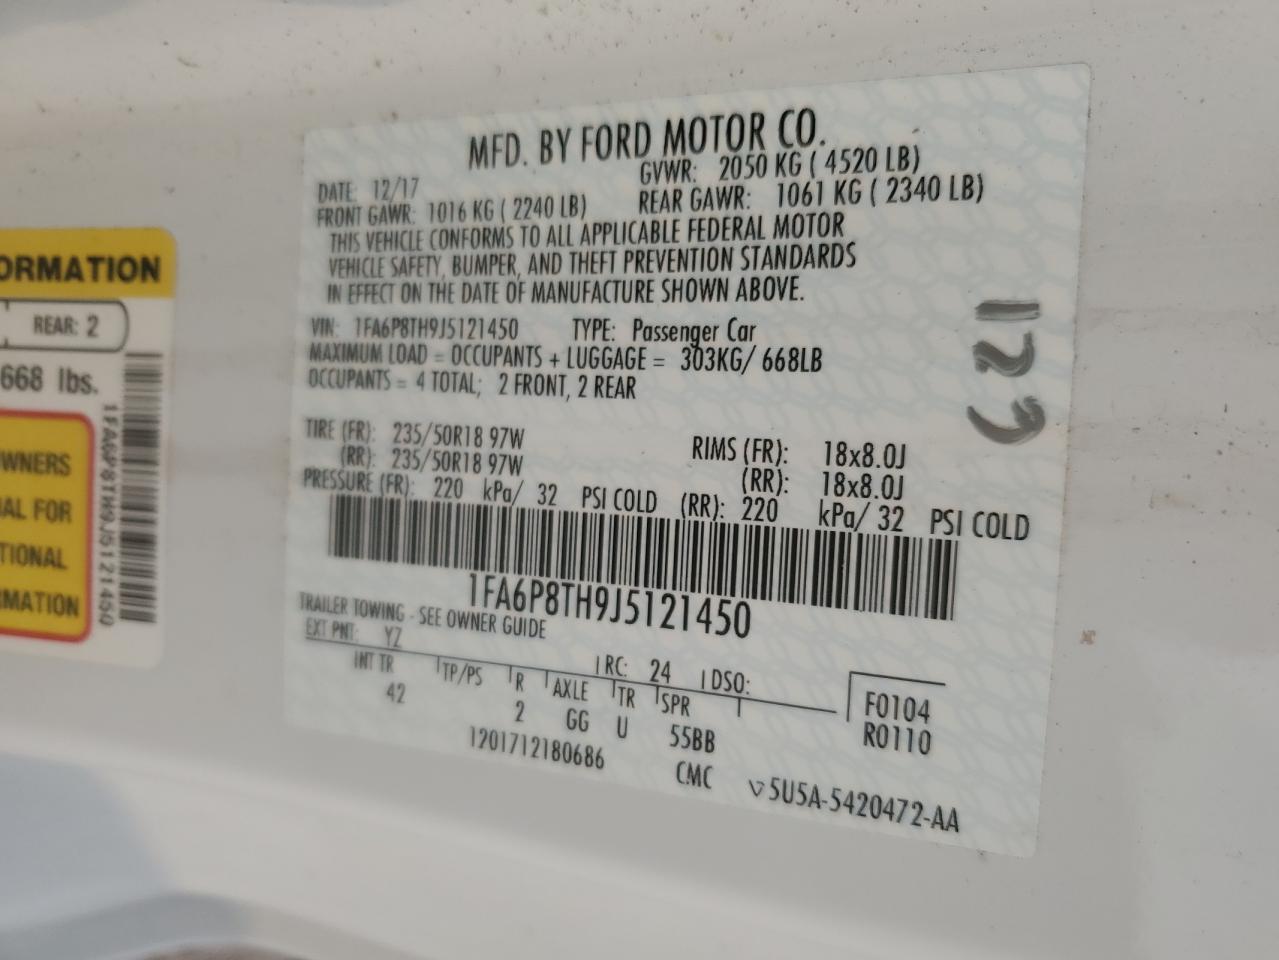 MFD. BY FORD MOTOR CO.
DATE: 12/17 GVWR: 2050 KG ( 4520 LB)
FRONT GAWR: 1016 KG ( 2240 LB) REAR GAWR: 1061 KG ( 2340 LB)
THIS VEHICLE CONFORMS TO ALL APPLICABLE FEDERAL MOTOR
VEHICLE SAFETY, BUMPER, AND THEFT PREVENTION STANDARDS
IN EFFECT ON THE DATE OF MANUFACTURE SHOWN ABOVE.
VIN: 1FA6P8TH9J5121450 TYPE: Passenger Car
MAXIMUM LOAD = OCCUPANTS + LUGGAGE = 303KG/ 668LB
OCCUPANTS = 4 TOTAL; 2 FRONT, 2 REAR
TIRE (FR): 235/50R18 97W RIMS (FR): 18x8.0J
(RR): 235/50R18 97W (RR): 18x8.0J
PRESSURE (FR): 220 kPa/ 32 PSI COLD (RR): 220 kPa/ 32 PSI COLD
1FA6P8TH9J5121450
TRAILER TOWING - SEE OWNER GUIDE
EXT PNT: YZ RC: 24 DSO:
INT TR TP/PS R AXLE TR SPR F0104
42 2 GG U 55BB R0110
1201712180686 CMC
5U5A-5420472-AA
129
ORMATION
REAR: 2
668 lbs.
WNERS
AL FOR
TIONAL
RMATION
1FA6P8TH9J5121450